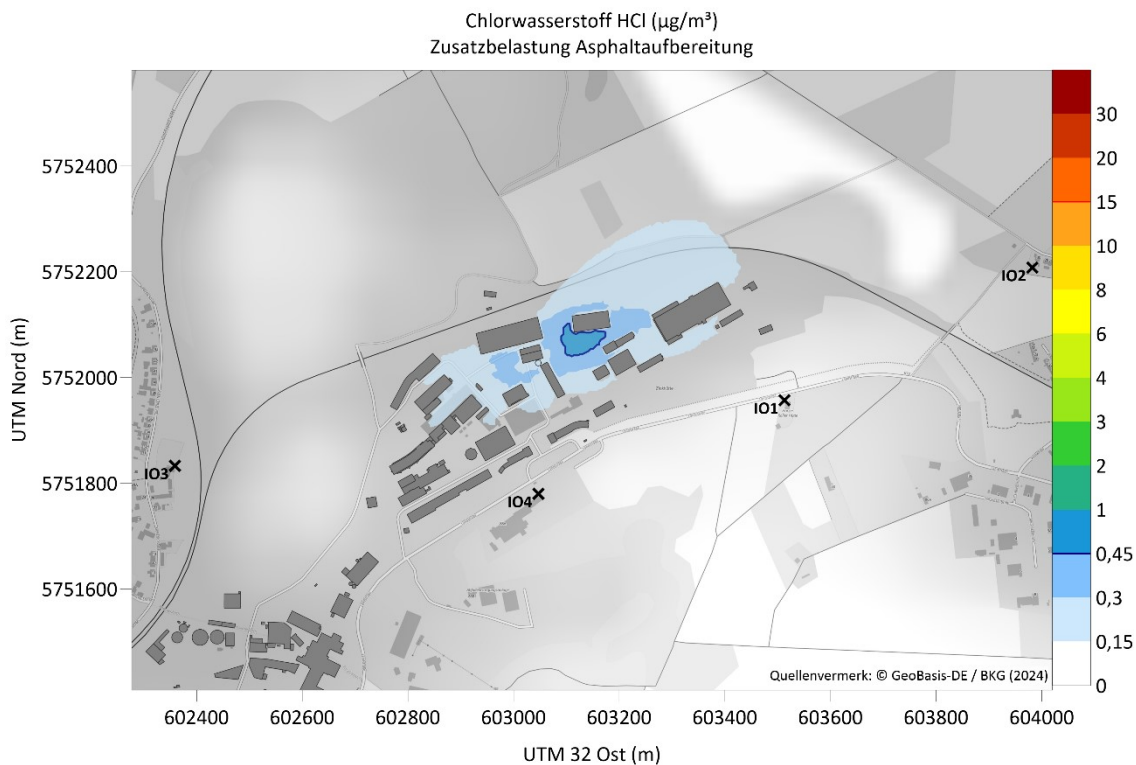 Chlorwasserstoff HCl (µg/m³)
Zusatzbelastung Asphaltaufbereitung
UTM Nord (m)
5752400
5752200
5752000
5751800
5751600
IO2
IO1
IO3
IO4
30
20
15
10
8
6
4
3
2
1
0,45
0,3
0,15
0
Quellenvermerk: © GeoBasis-DE / BKG (2024)
602400 602600 602800 603000 603200 603400 603600 603800 604000
UTM 32 Ost (m)